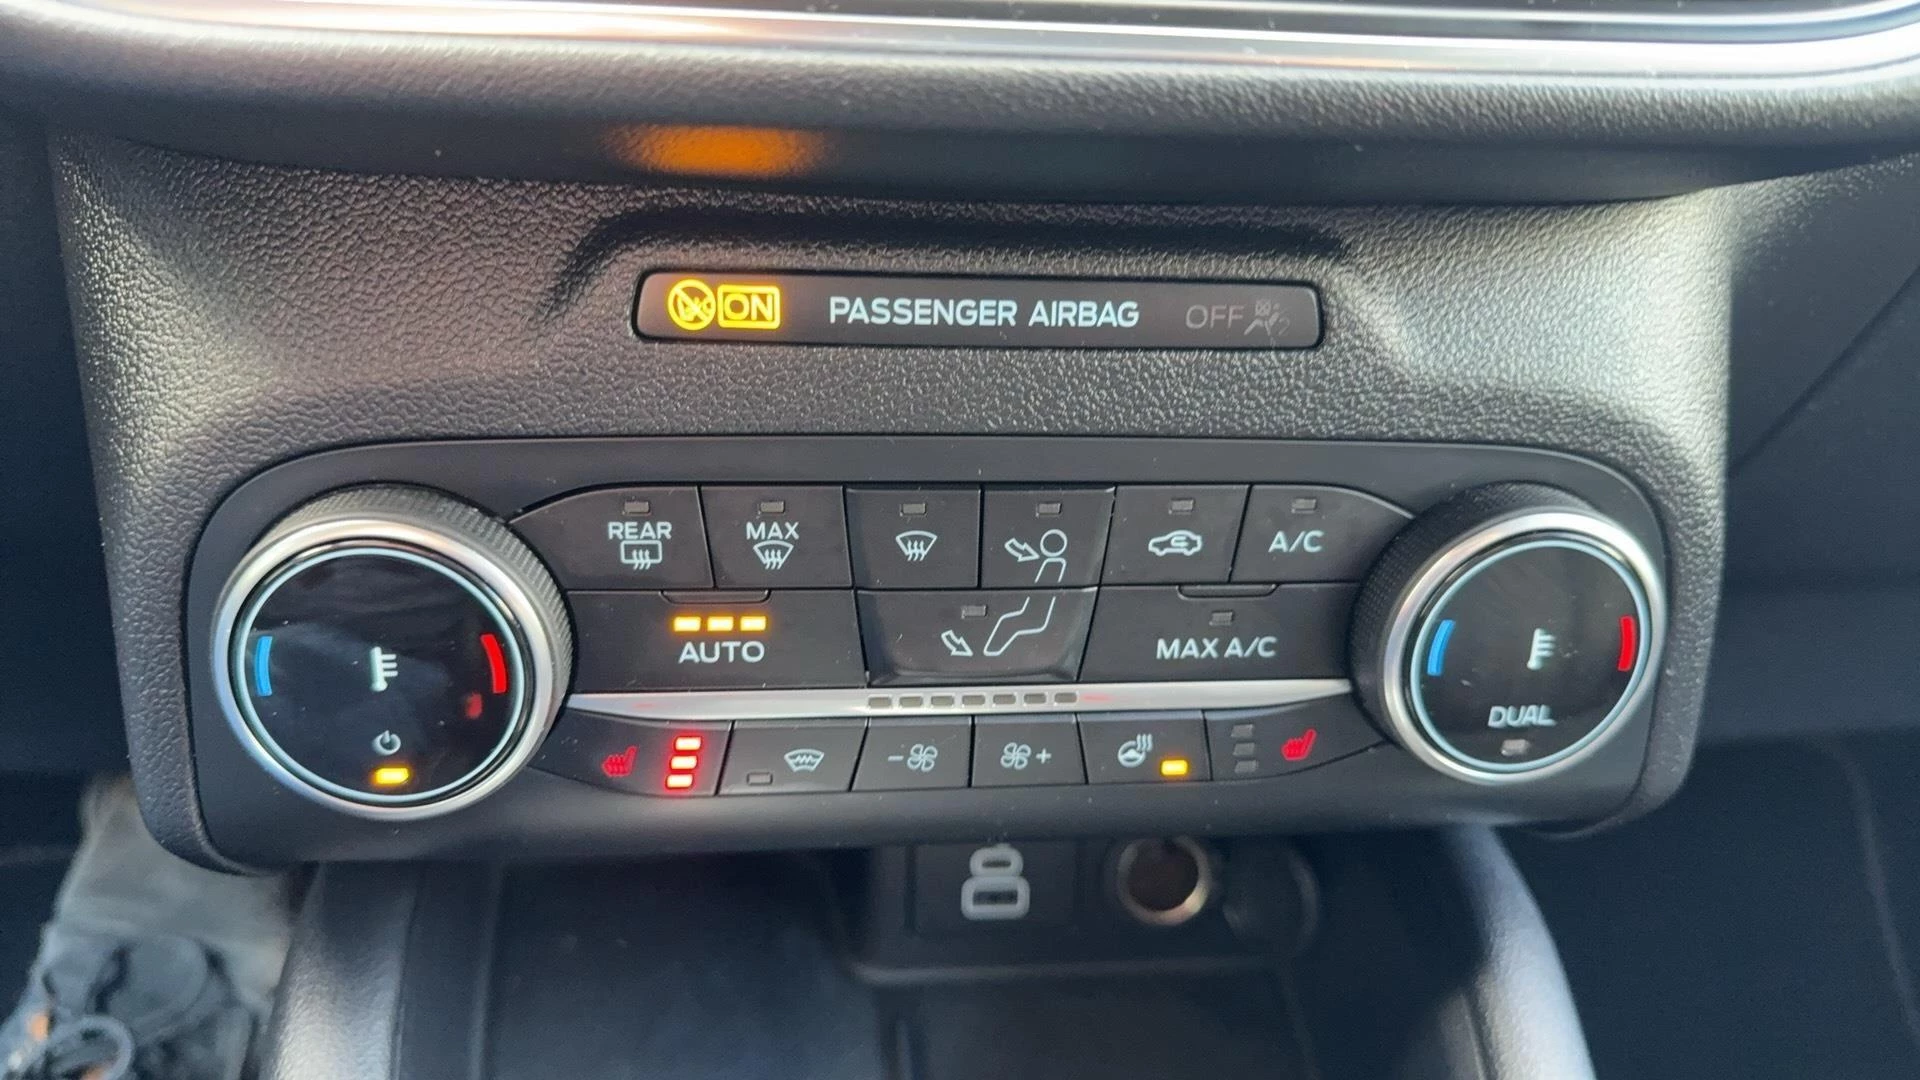 ON PASSENGER AIRBAG OFF
REAR
MAX
A/C
AUTO
MAX A/C
DUAL
- +